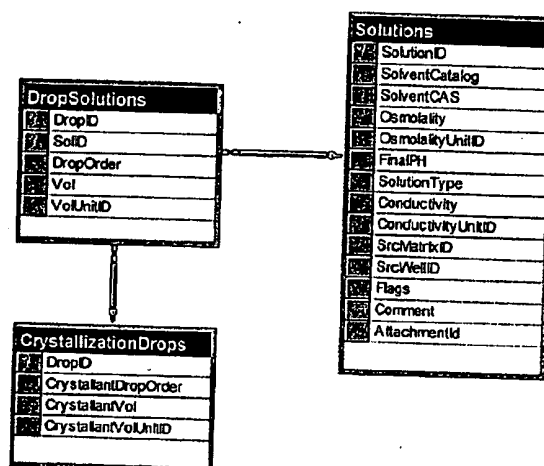 Solutions
SolutionID
SolventCatalog
SolventCAS
Osmolality
OsmolalityUnitID
FinalPH
SolutionType
Conductivity
ConductivityUnitID
SrcMatrixID
SrcWellID
Flags
Comment
AttachmentId
DropSolutions
DropID
SolID
DropOrder
Vol
VolUnitID
CrystallizationDrops
DropID
CrystallantDropOrder
CrystallantVol
CrystallantVolUnitID